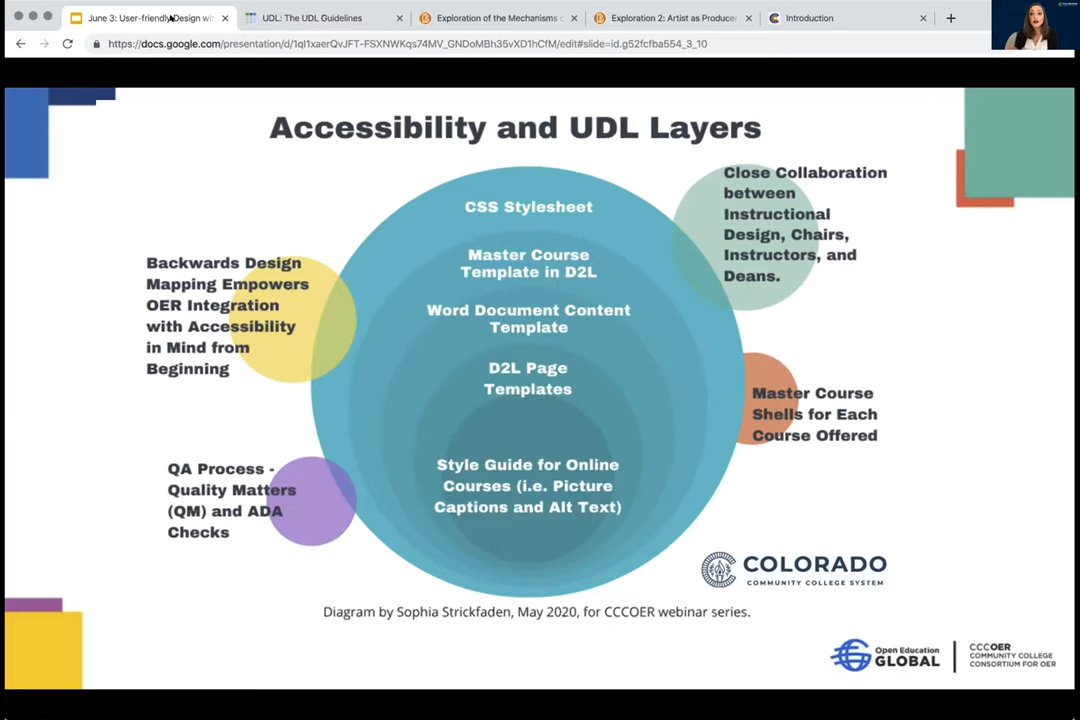 June 3: User-friendly Design wit
UDL: The UDL Guidelines
Exploration of the Mechanisms o
Exploration 2: Artist as Producer
Introduction
https://docs.google.com/presentation/d/1ql1xaerQvJFT-FSXNWKqs74MV_GNDoMBh35vXD1hCfM/edit#slide=id.g52fcfba554_3_10
Accessibility and UDL Layers
CSS Stylesheet
Master Course
Template in D2L
Word Document Content
Template
D2L Page
Templates
Style Guide for Online
Courses (i.e. Picture
Captions and Alt Text)
Backwards Design
Mapping Empowers
OER Integration
with Accessibility
in Mind from
Beginning
QA Process -
Quality Matters
(QM) and ADA
Checks
Close Collaboration
between
Instructional
Design, Chairs,
Instructors, and
Deans.
Master Course
Shells for Each
Course Offered
COLORADO
COMMUNITY COLLEGE SYSTEM
Diagram by Sophia Strickfaden, May 2020, for CCCOER webinar series.
Open Education
GLOBAL
CCCOER
COMMUNITY COLLEGE
CONSORTIUM FOR OER